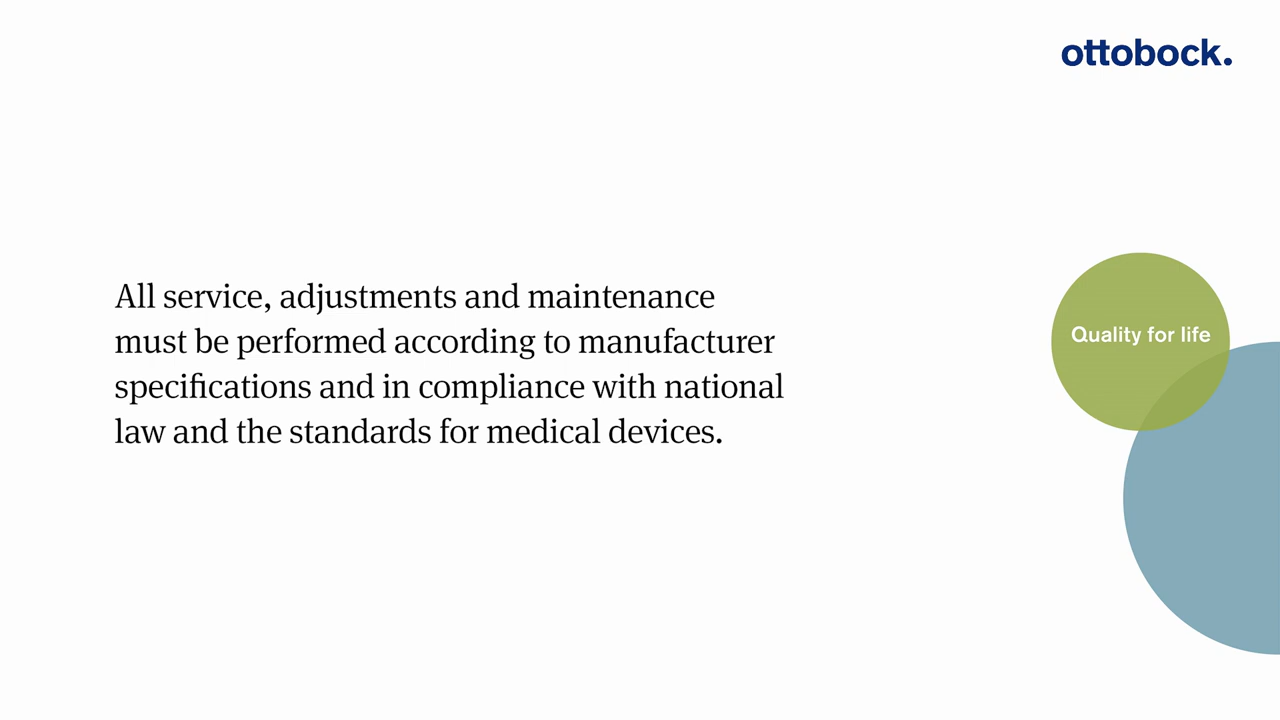 ottobock.
All service, adjustments and maintenance
must be performed according to manufacturer
specifications and in compliance with national
law and the standards for medical devices.
Quality for life